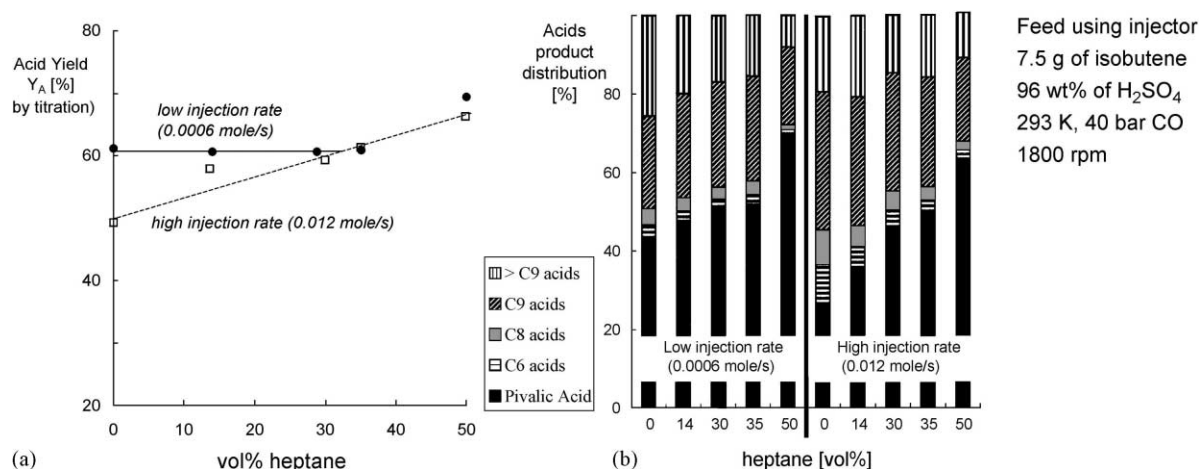 80
Acid Yield
Y_A [%]
by titration)
60
40
20
low injection rate
(0.0006 mole/s)
high injection rate (0.012 mole/s)
0 10 20 30 40 50
vol% heptane
(a)
Acids
product
distribution
[%]
80
60
40
20
0
> C9 acids
C9 acids
C8 acids
C6 acids
Pivalic Acid
Low injection rate
(0.0006 mole/s)
High injection rate
(0.012 mole/s)
0 14 30 35 50 0 14 30 35 50
(b)
heptane [vol%]
Feed using injector
7.5 g of isobutene
96 wt% of H₂SO₄
293 K, 40 bar CO
1800 rpm